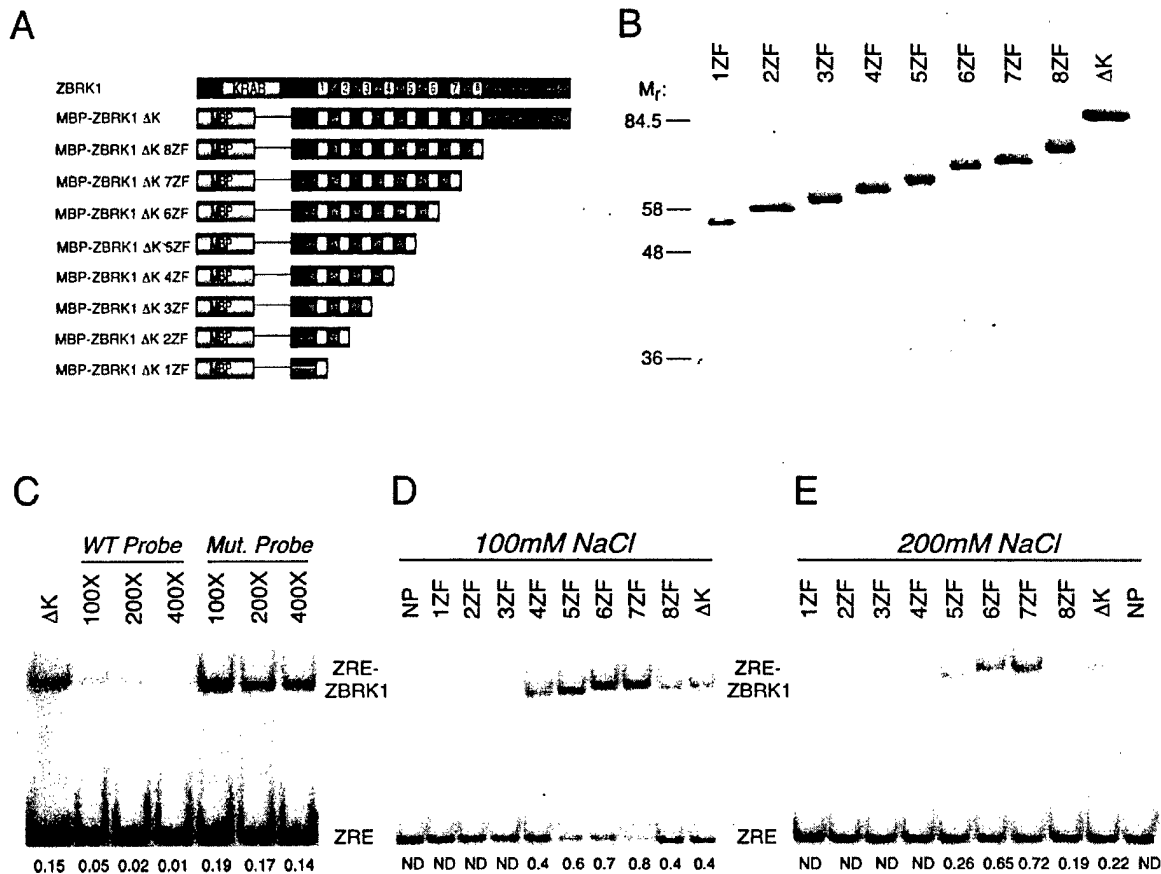 A
ZBRK1
KRAB 1 2 3 4 5 6 7 8
MBP-ZBRK1 ΔK
MBP
MBP-ZBRK1 ΔK 8ZF
MBP
MBP-ZBRK1 ΔK 7ZF
MBP
MBP-ZBRK1 ΔK 6ZF
MBP
MBP-ZBRK1 ΔK 5ZF
MBP
MBP-ZBRK1 ΔK 4ZF
MBP
MBP-ZBRK1 ΔK 3ZF
MBP
MBP-ZBRK1 ΔK 2ZF
MBP
MBP-ZBRK1 ΔK 1ZF
MBP
B
1ZF 2ZF 3ZF 4ZF 5ZF 6ZF 7ZF 8ZF ΔK
Mr:
84.5
58
48
36
C
WT Probe Mut. Probe
ΔK 100X 200X 400X 100X 200X 400X
ZRE-
ZBRK1
ZRE
0.15 0.05 0.02 0.01 0.19 0.17 0.14
D
100mM NaCl
NP 1ZF 2ZF 3ZF 4ZF 5ZF 6ZF 7ZF 8ZF ΔK
ZRE-
ZBRK1
ZRE
ND ND ND ND 0.4 0.6 0.7 0.8 0.4 0.4
E
200mM NaCl
1ZF 2ZF 3ZF 4ZF 5ZF 6ZF 7ZF 8ZF ΔK NP
ND ND ND ND 0.26 0.65 0.72 0.19 0.22 ND